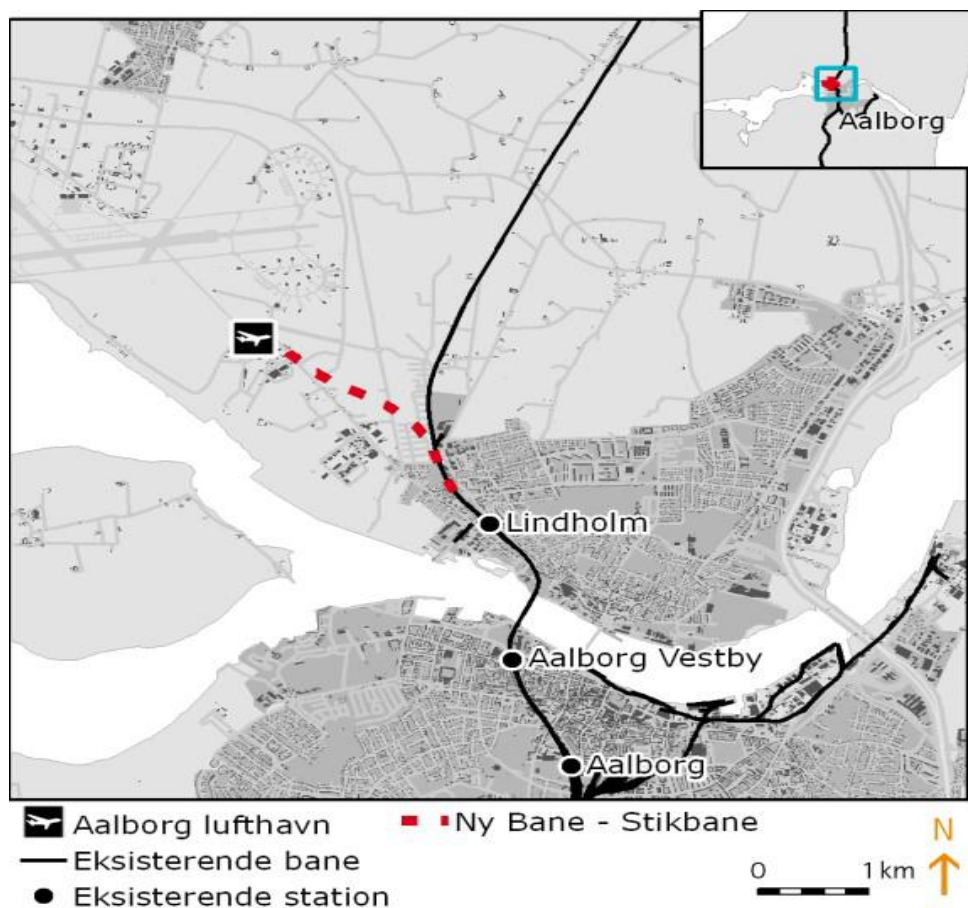 Aalborg
Lindholm
Aalborg Vestby
Aalborg
Aalborg lufthavn
Ny Bane - Stikbane
N
Eksisterende bane
0 1 km
Eksisterende station